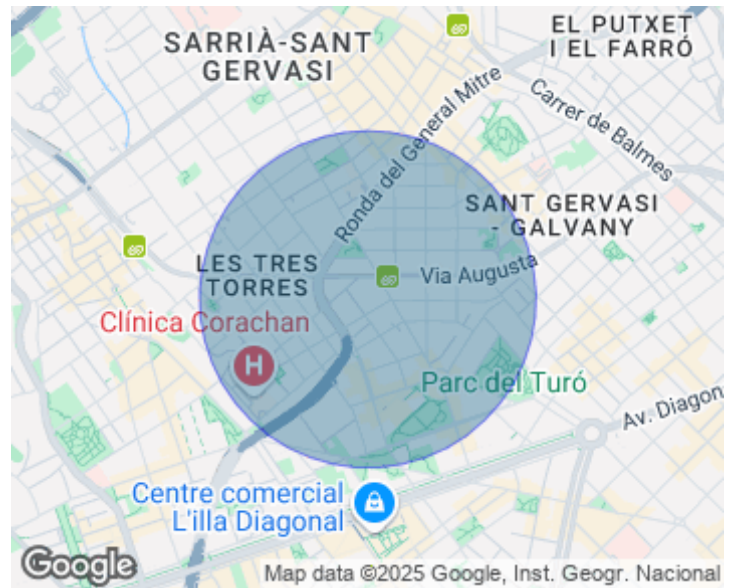 EL PUTXET
I EL FARRÓ
SARRIÀ-SANT
GERVASI
Ronda del General Mitre
Carrer de Balmes
SANT GERVASI
- GALVANY
LES TRES
TORRES
Via Augusta
Clínica Corachan
H
Parc del Turó
Av. Diagonal
Centre comercial
L'illa Diagonal
Google
Map data ©2025 Google, Inst. Geogr. Nacional